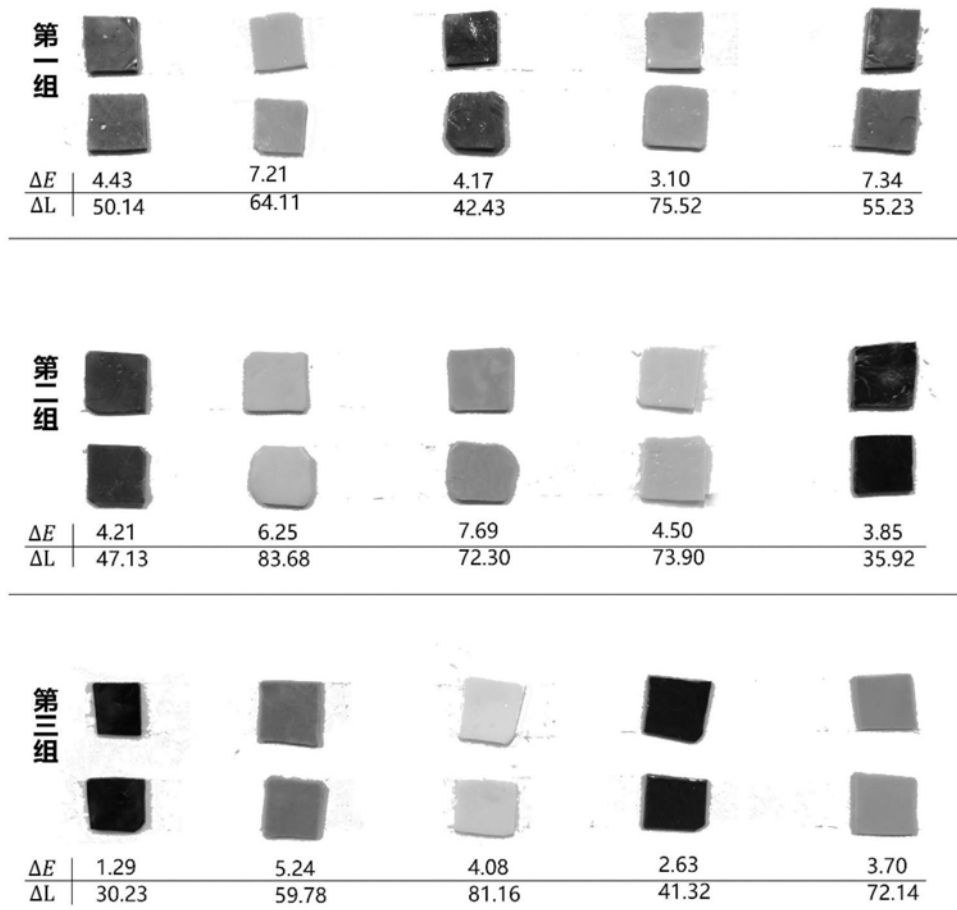 第一组
ΔE 4.43 7.21 4.17 3.10 7.34
ΔL 50.14 64.11 42.43 75.52 55.23
第二组
ΔE 4.21 6.25 7.69 4.50 3.85
ΔL 47.13 83.68 72.30 73.90 35.92
第三组
ΔE 1.29 5.24 4.08 2.63 3.70
ΔL 30.23 59.78 81.16 41.32 72.14